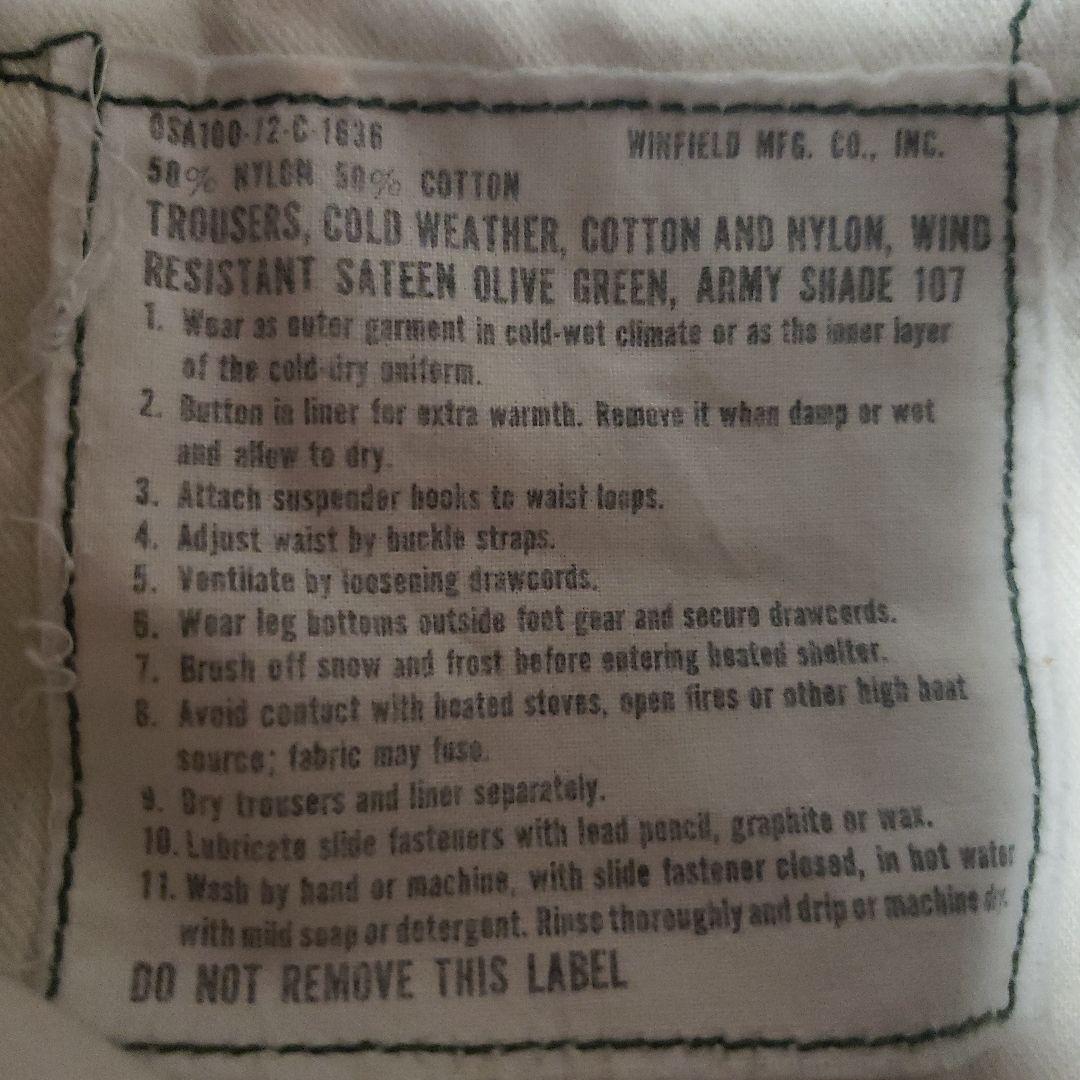 DSA100-72-C-1636
WINFIELD MFG. CO., INC.
50% NYLON 50% COTTON
TROUSERS, COLD WEATHER, COTTON AND NYLON, WIND
RESISTANT SATEEN OLIVE GREEN, ARMY SHADE 107
1. Wear as outer garment in cold-wet climate or as the inner layer
of the cold-dry uniform.
2. Button in liner for extra warmth. Remove it when damp or wet
and allow to dry.
3. Attach suspender hooks to waist loops.
4. Adjust waist by buckle straps.
5. Ventilate by loosening drawcords.
6. Wear leg bottoms outside foot gear and secure drawcords.
7. Brush off snow and frost before entering heated shelter.
8. Avoid contact with heated stoves, open fires or other high heat
source; fabric may fuse.
9. Dry trousers and liner separately.
10. Lubricate slide fasteners with lead pencil, graphite or wax.
11. Wash by hand or machine, with slide fastener closed, in hot water
with mild soap or detergent. Rinse thoroughly and drip or machine dry.
DO NOT REMOVE THIS LABEL